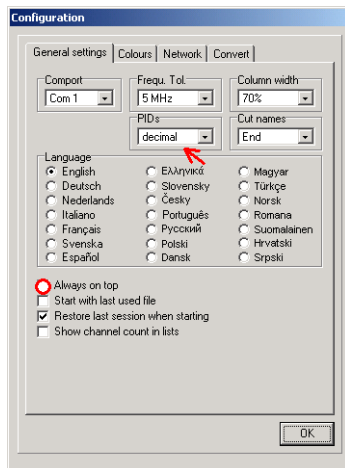 Configuration
General settings Colours Network Convert
Comport Frequ. Tol. Column width
Com 1 5 MHz 70%
PIDs Cut names
decimal End
Language
English Ελληνικά Magyar
Deutsch Slovensky Türkçe
Nederlands Česky Norsk
Italiano Português Romana
Français Русский Suomalainen
Svenska Polski Hrvatski
Español Dansk Srpski
Always on top
Start with last used file
Restore last session when starting
Show channel count in lists
OK